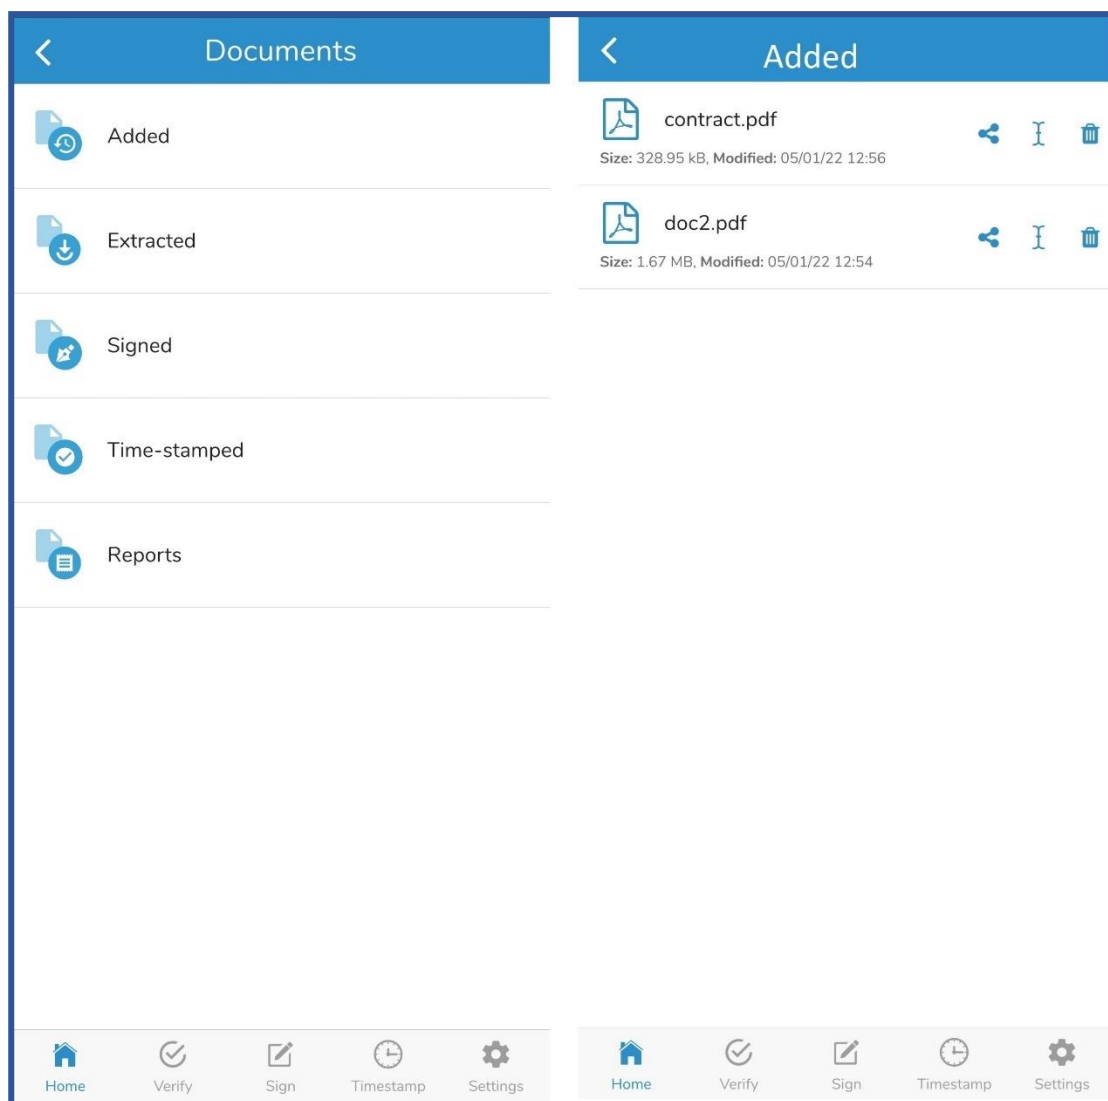 Documents
Added
Extracted
Signed
Time-stamped
Reports
Home Verify Sign Timestamp Settings
Added
contract.pdf
Size: 328.95 kB, Modified: 05/01/22 12:56
doc2.pdf
Size: 1.67 MB, Modified: 05/01/22 12:54
Home Verify Sign Timestamp Settings